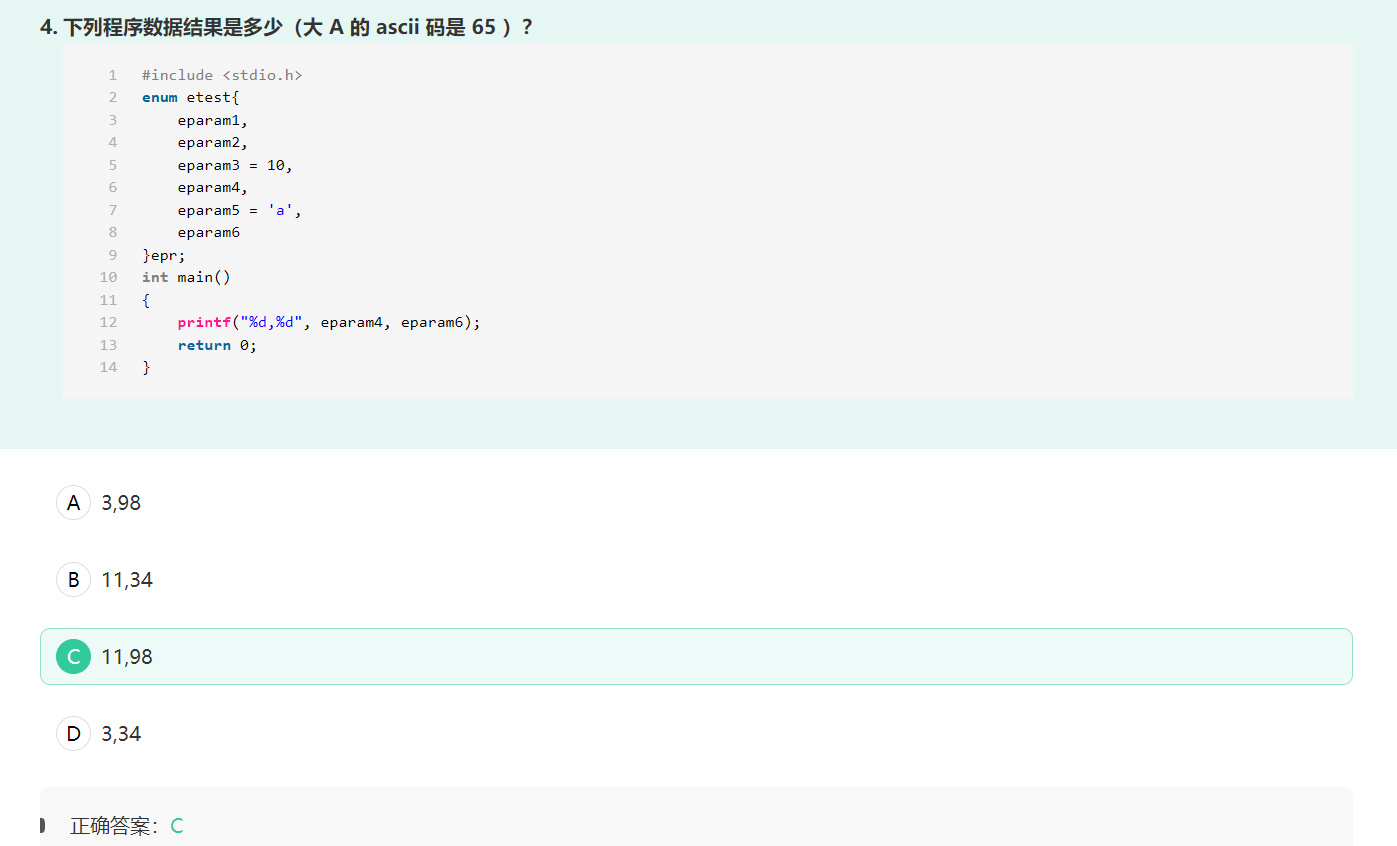 4. 下列程序数据结果是多少（大 A 的 ascii 码是 65 ）？
1 #include <stdio.h>
2 enum etest{
3     eparam1,
4     eparam2,
5     eparam3 = 10,
6     eparam4,
7     eparam5 = 'a',
8     eparam6
9 }epr;
10 int main()
11 {
12     printf("%d,%d", eparam4, eparam6);
13     return 0;
14 }
A 3,98
B 11,34
C 11,98
D 3,34
正确答案：C